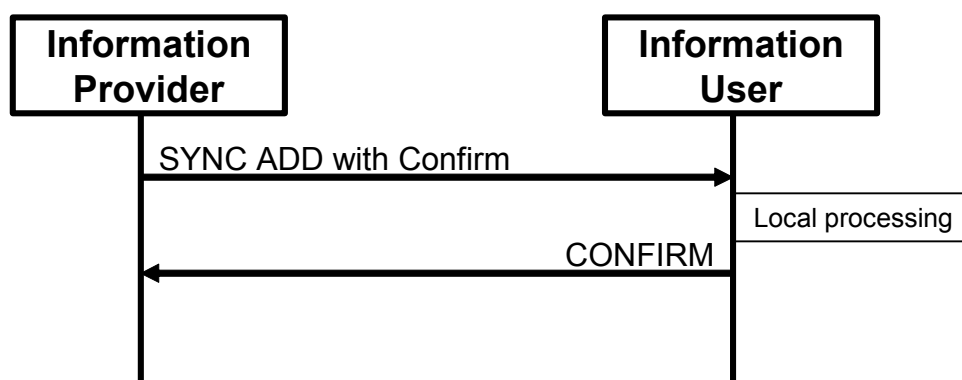 Information
Provider
Information
User
SYNC ADD with Confirm
Local processing
CONFIRM